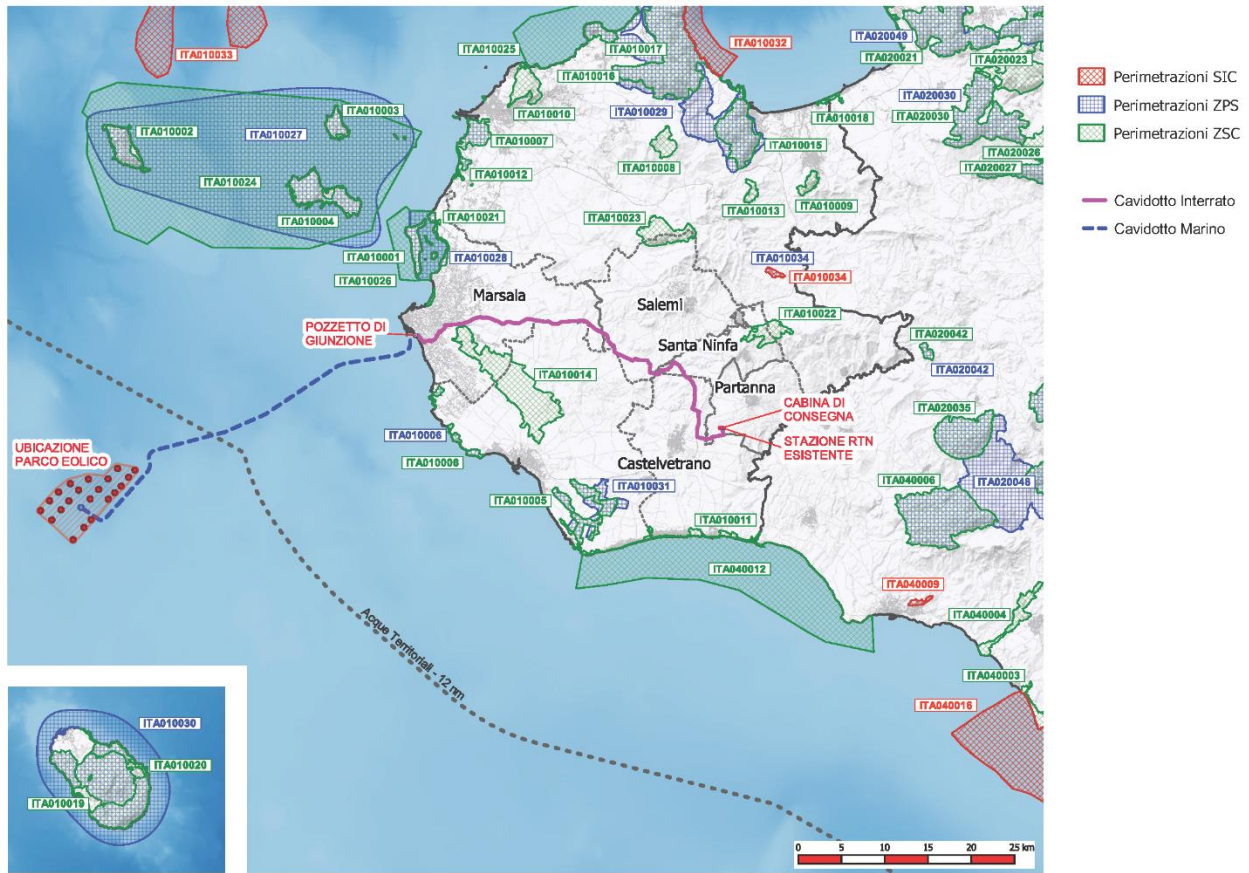 ITA010033
ITA010025
ITA010017
ITA010032
ITA020049
ITA020021
ITA020023
ITA010016
ITA010003
ITA010002
ITA010027
ITA010010
ITA010029
ITA010018
ITA020030
ITA020030
ITA010007
ITA010015
ITA010008
ITA020026
ITA020027
ITA010012
ITA010024
ITA010004
ITA010013
ITA010009
ITA010021
ITA010023
ITA010001
ITA010028
ITA010034
ITA010034
ITA010026
Marsala
Salemi
POZZETTO DI
GIUNZIONE
ITA010022
Santa Ninfa
ITA020042
ITA020042
ITA010014
Partanna
CABINA DI
CONSEGNA
ITA020035
STAZIONE RTN
ESISTENTE
ITA010006
ITA010006
UBICAZIONE
PARCO EOLICO
Castelvetrano
ITA010031
ITA010005
ITA040006
ITA020048
ITA010011
ITA040012
ITA040009
ITA040004
ITA040003
ITA040016
Acque Territoriali - 12 nm
ITA010030
ITA010020
ITA010019
0 5 10 15 20 25 km
Perimetrazioni SIC
Perimetrazioni ZPS
Perimetrazioni ZSC
Cavidotto Interrato
Cavidotto Marino